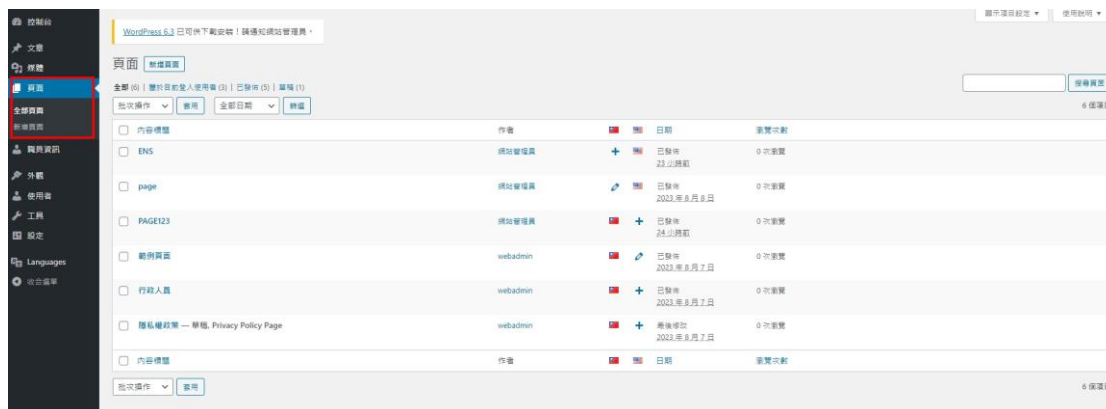 控制台
文章
媒體
頁面
全部頁面
新增頁面
職員資訊
外觀
使用者
工具
設定
Languages
收合選單
顯示項目設定 ▼
使用說明 ▼
WordPress 6.3 已可供下載安裝！請通知網站管理員。
頁面 新增頁面
全部 (6) | 屬於目前登入使用者 (3) | 已發佈 (5) | 草稿 (1)
搜尋頁面
批次操作 套用 全部日期 篩選
6 個項目
內容標題 作者 日期 瀏覽次數
ENS 網站管理員 + 已發佈 0 次瀏覽
23 小時前
page 網站管理員 已發佈 0 次瀏覽
2023 年 8 月 8 日
PAGE123 網站管理員 + 已發佈 0 次瀏覽
24 小時前
範例頁面 webadmin 已發佈 0 次瀏覽
2023 年 8 月 7 日
行政人員 webadmin + 已發佈 0 次瀏覽
2023 年 8 月 7 日
隱私權政策 — 草稿, Privacy Policy Page webadmin + 最後修改 0 次瀏覽
2023 年 8 月 7 日
內容標題 作者 日期 瀏覽次數
批次操作 套用
6 個項目